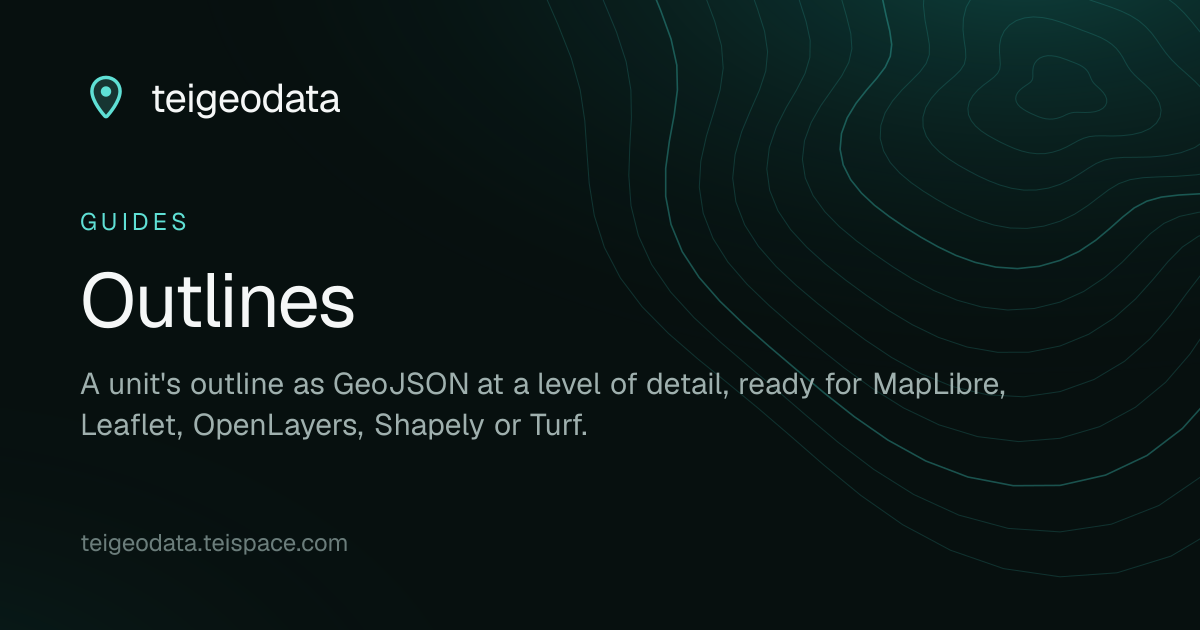 teigeodata
GUIDES
Outlines
A unit's outline as GeoJSON at a level of detail, ready for MapLibre,
Leaflet, OpenLayers, Shapely or Turf.
teigeodata.teispace.com